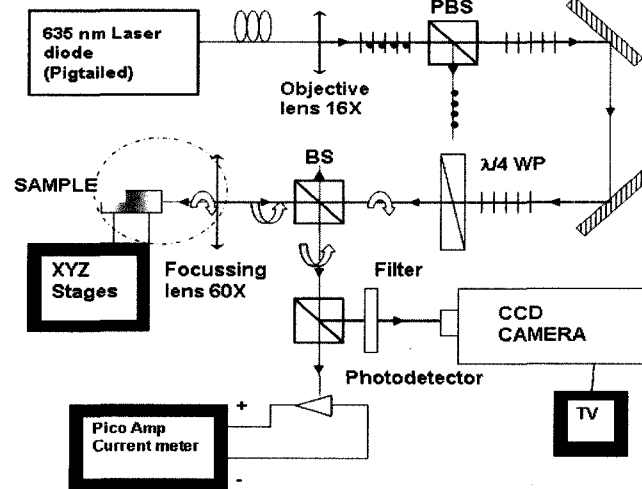 635 nm Laser
diode
(Pigtailed)
PBS
Objective
lens 16X
BS
λ/4 WP
SAMPLE
XYZ
Stages
Focussing
lens 60X
Filter
CCD
CAMERA
Photodetector
TV
+
Pico Amp
Current meter
-